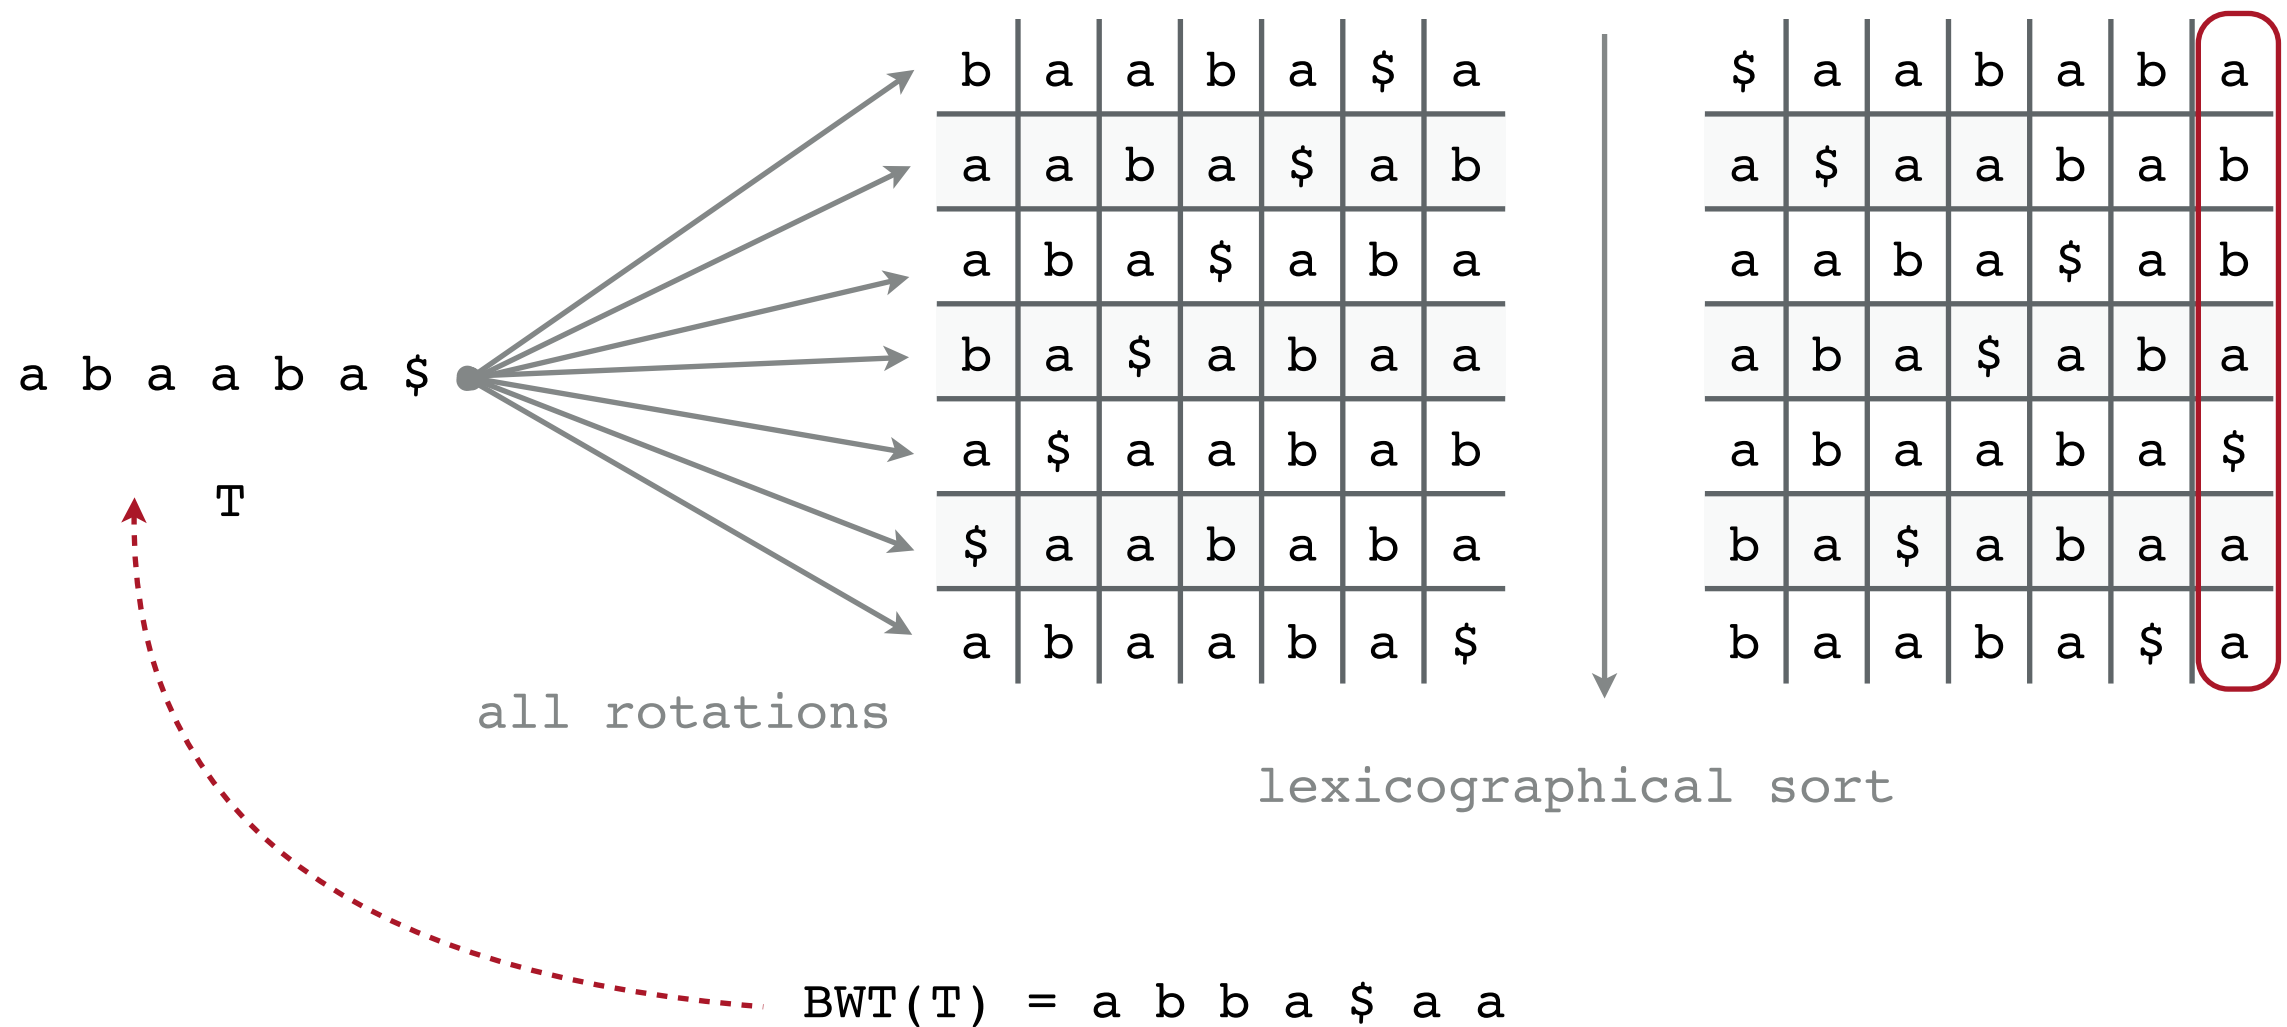 a b a a b a $
T
all rotations
b a a b a $ a
a a b a $ a b
a b a $ a b a
b a $ a b a a
a $ a a b a b
$ a a b a b a
a b a a b a $
lexicographical sort
$ a a b a b a
a $ a a b a b
a a b a $ a b
a b a $ a b a
a b a a b a $
b a $ a b a a
b a a b a $ a
BWT(T) = a b b a $ a a